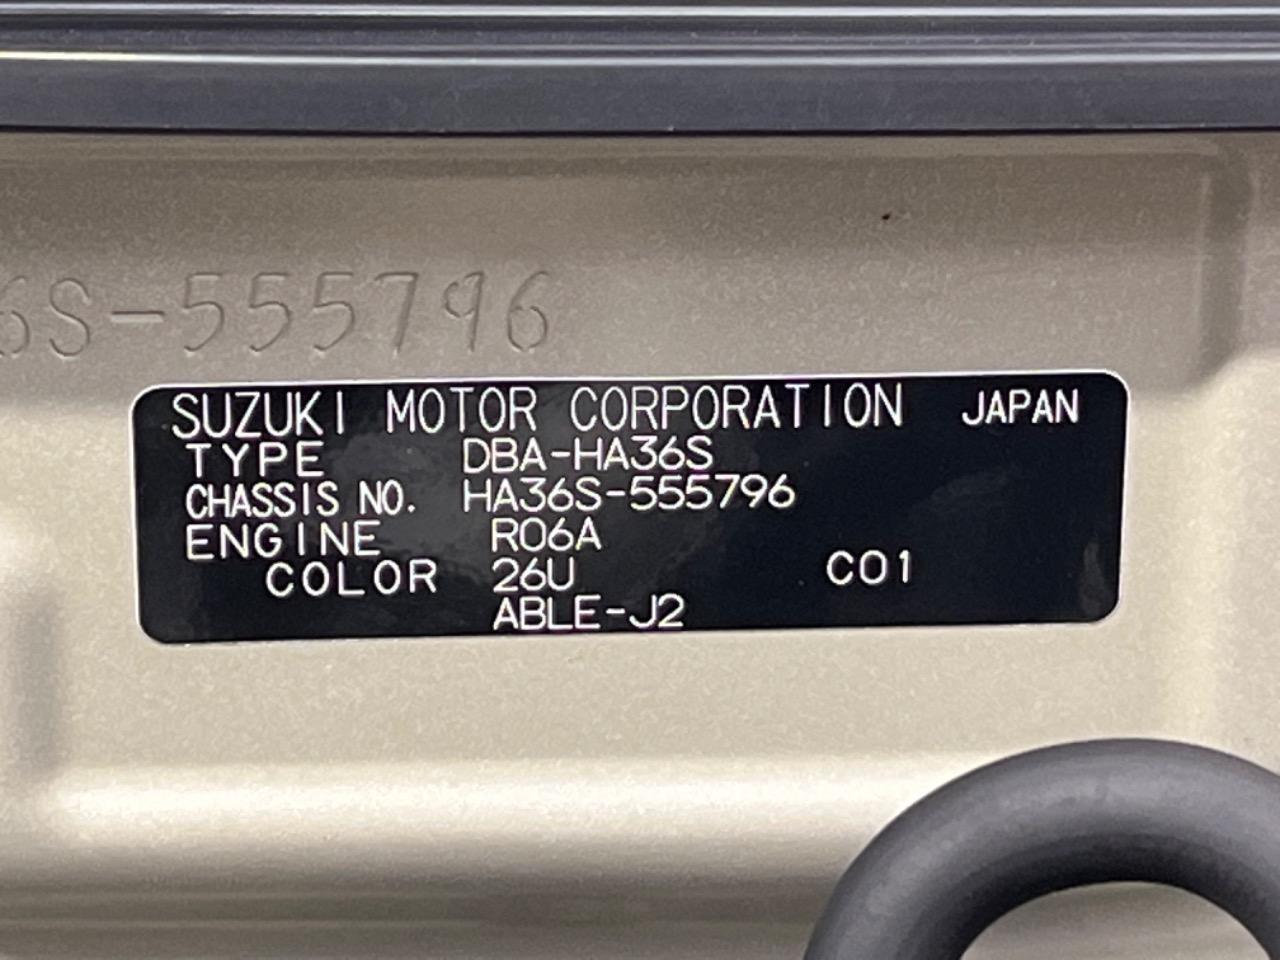 6S-555796
SUZUKI MOTOR CORPORATION JAPAN
TYPE DBA-HA36S
CHASSIS NO. HA36S-555796
ENGINE R06A
COLOR 26U C01
ABLE-J2